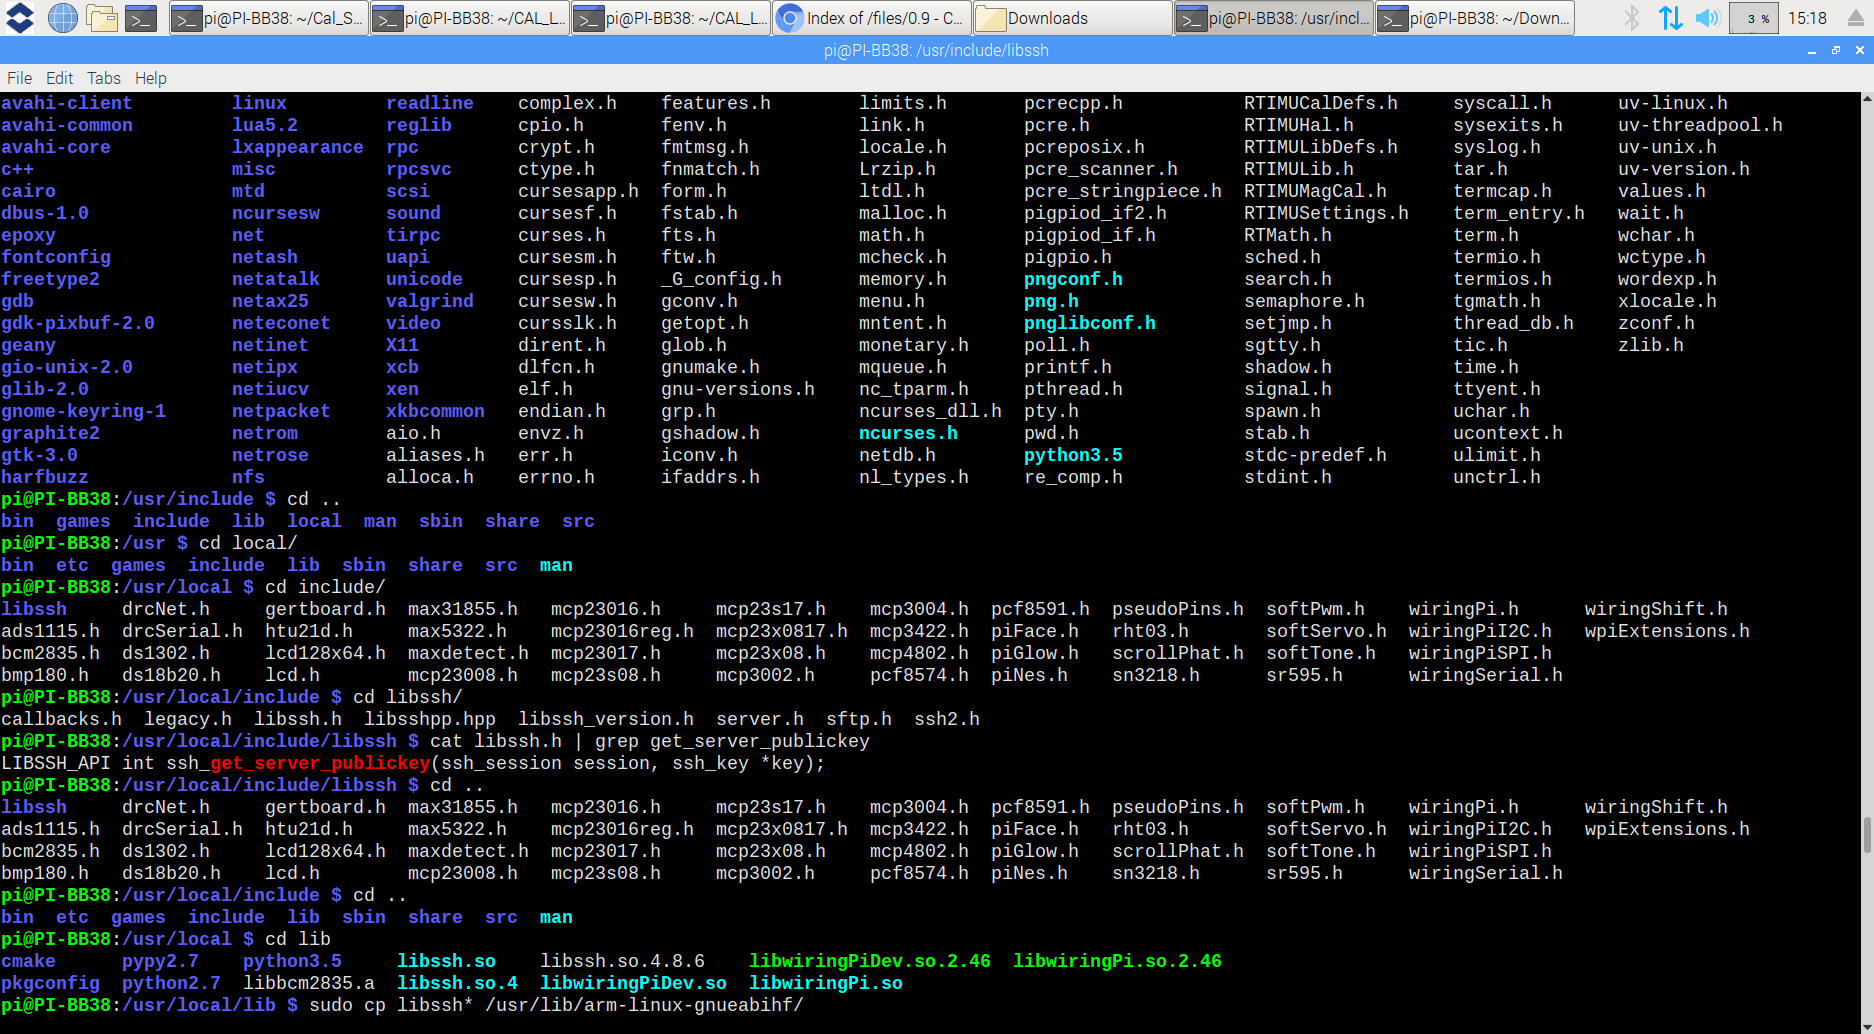 pi@PI-BB38: ~/Cal_S... pi@PI-BB38: ~/CAL_L... pi@PI-BB38: ~/CAL_L... Index of /files/0.9 - C... Downloads pi@PI-BB38: /usr/incl... pi@PI-BB38: ~/Down... 3 % 15:18
pi@PI-BB38: /usr/include/libssh
File Edit Tabs Help
avahi-client linux readline complex.h features.h limits.h pcrecpp.h RTIMUCalDefs.h syscall.h uv-linux.h
avahi-common lua5.2 reglib cpio.h fenv.h link.h pcre.h RTIMUHal.h sysexits.h uv-threadpool.h
avahi-core lxappearance rpc crypt.h fmtmsg.h locale.h pcreposix.h RTIMULibDefs.h syslog.h uv-unix.h
c++ misc rpcsvc ctype.h fnmatch.h Lrzip.h pcre_scanner.h RTIMULib.h tar.h uv-version.h
cairo mtd scsi cursesapp.h form.h ltdl.h pcre_stringpiece.h RTIMUMagCal.h termcap.h values.h
dbus-1.0 ncursesw sound cursesf.h fstab.h malloc.h pigpiod_if2.h RTIMUSettings.h term_entry.h wait.h
epoxy net tirpc curses.h fts.h math.h pigpiod_if.h RTMath.h term.h wchar.h
fontconfig netash uapi cursesm.h ftw.h mcheck.h pigpio.h sched.h termio.h wctype.h
freetype2 netatalk unicode cursesp.h _G_config.h memory.h pngconf.h search.h termios.h wordexp.h
gdb netax25 valgrind cursesw.h gconv.h menu.h png.h semaphore.h tgmath.h xlocale.h
gdk-pixbuf-2.0 neteconet video cursslk.h getopt.h mntent.h pnglibconf.h setjmp.h thread_db.h zconf.h
geany netinet X11 dirent.h glob.h monetary.h poll.h sgtty.h tic.h zlib.h
gio-unix-2.0 netipx xcb dlfcn.h gnumake.h mqueue.h printf.h shadow.h time.h
glib-2.0 netiucv xen elf.h gnu-versions.h nc_tparm.h pthread.h signal.h ttyent.h
gnome-keyring-1 netpacket xkbcommon endian.h grp.h ncurses_dll.h pty.h spawn.h uchar.h
graphite2 netrom aio.h envz.h gshadow.h ncurses.h pwd.h stab.h ucontext.h
gtk-3.0 netrose aliases.h err.h iconv.h netdb.h python3.5 stdc-predef.h ulimit.h
harfbuzz nfs alloca.h errno.h ifaddrs.h nl_types.h re_comp.h stdint.h unctrl.h
pi@PI-BB38:/usr/include $ cd ..
bin games include lib local man sbin share src
pi@PI-BB38:/usr $ cd local/
bin etc games include lib sbin share src man
pi@PI-BB38:/usr/local $ cd include/
libssh drcNet.h gertboard.h max31855.h mcp23016.h mcp23s17.h mcp3004.h pcf8591.h pseudoPins.h softPwm.h wiringPi.h wiringShift.h
ads1115.h drcSerial.h htu21d.h max5322.h mcp23016reg.h mcp23x0817.h mcp3422.h piFace.h rht03.h softServo.h wiringPiI2C.h wpiExtensions.h
bcm2835.h ds1302.h lcd128x64.h maxdetect.h mcp23017.h mcp23x08.h mcp4802.h piGlow.h scrollPhat.h softTone.h wiringPiSPI.h
bmp180.h ds18b20.h lcd.h mcp23008.h mcp23s08.h mcp3002.h pcf8574.h piNes.h sn3218.h sr595.h wiringSerial.h
pi@PI-BB38:/usr/local/include $ cd libssh/
callbacks.h legacy.h libssh.h libsshpp.hpp libssh_version.h server.h sftp.h ssh2.h
pi@PI-BB38:/usr/local/include/libssh $ cat libssh.h | grep get_server_publickey
LIBSSH_API int ssh_get_server_publickey(ssh_session session, ssh_key *key);
pi@PI-BB38:/usr/local/include/libssh $ cd ..
libssh drcNet.h gertboard.h max31855.h mcp23016.h mcp23s17.h mcp3004.h pcf8591.h pseudoPins.h softPwm.h wiringPi.h wiringShift.h
ads1115.h drcSerial.h htu21d.h max5322.h mcp23016reg.h mcp23x0817.h mcp3422.h piFace.h rht03.h softServo.h wiringPiI2C.h wpiExtensions.h
bcm2835.h ds1302.h lcd128x64.h maxdetect.h mcp23017.h mcp23x08.h mcp4802.h piGlow.h scrollPhat.h softTone.h wiringPiSPI.h
bmp180.h ds18b20.h lcd.h mcp23008.h mcp23s08.h mcp3002.h pcf8574.h piNes.h sn3218.h sr595.h wiringSerial.h
pi@PI-BB38:/usr/local/include $ cd ..
bin etc games include lib sbin share src man
pi@PI-BB38:/usr/local $ cd lib
cmake pypy2.7 python3.5 libssh.so libssh.so.4.8.6 libwiringPiDev.so.2.46 libwiringPi.so.2.46
pkgconfig python2.7 libbcm2835.a libssh.so.4 libwiringPiDev.so libwiringPi.so
pi@PI-BB38:/usr/local/lib $ sudo cp libssh* /usr/lib/arm-linux-gnueabihf/